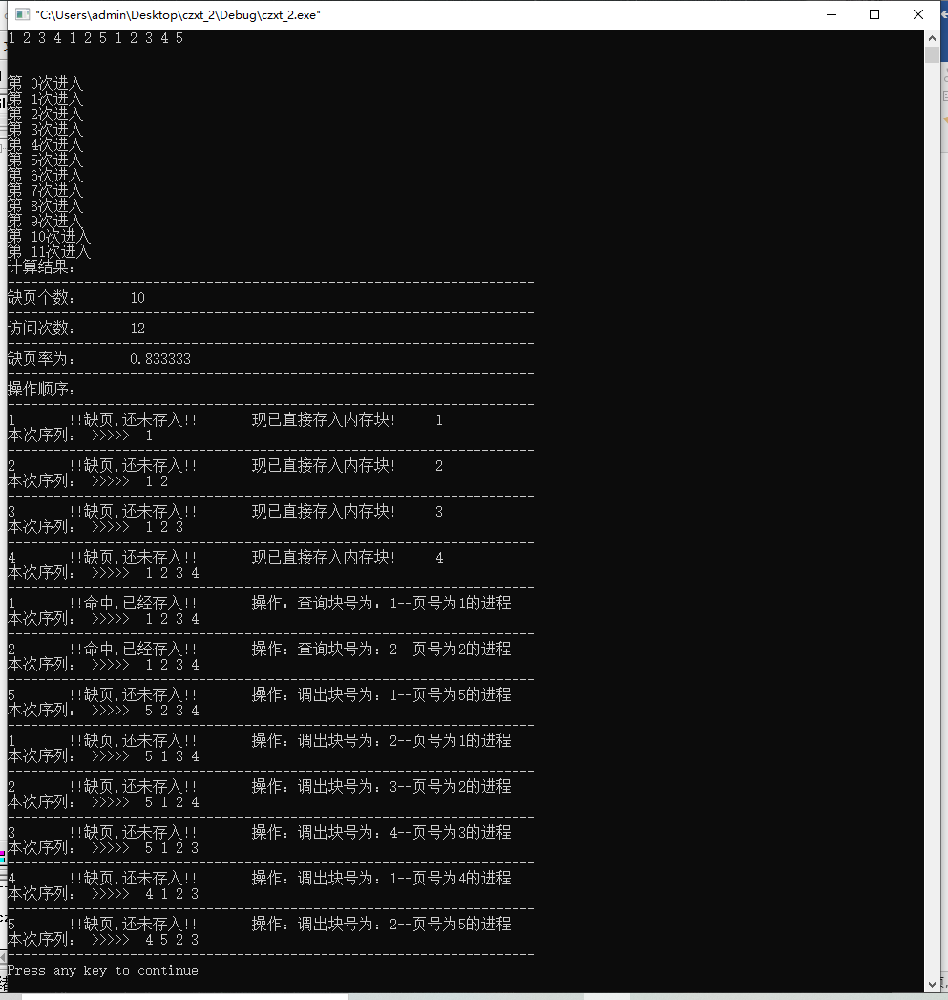 "C:\Users\admin\Desktop\czxt_2\Debug\czxt_2.exe"
1 2 3 4 1 2 5 1 2 3 4 5
---------------------------------------------------------------------
第 0次进入
第 1次进入
第 2次进入
第 3次进入
第 4次进入
第 5次进入
第 6次进入
第 7次进入
第 8次进入
第 9次进入
第 10次进入
第 11次进入
计算结果:
---------------------------------------------------------------------
缺页个数: 10
---------------------------------------------------------------------
访问次数: 12
---------------------------------------------------------------------
缺页率为: 0.833333
---------------------------------------------------------------------
操作顺序:
---------------------------------------------------------------------
1 !!缺页,还未存入!! 现已直接存入内存块! 1
本次序列: >>>>> 1
---------------------------------------------------------------------
2 !!缺页,还未存入!! 现已直接存入内存块! 2
本次序列: >>>>> 1 2
---------------------------------------------------------------------
3 !!缺页,还未存入!! 现已直接存入内存块! 3
本次序列: >>>>> 1 2 3
---------------------------------------------------------------------
4 !!缺页,还未存入!! 现已直接存入内存块! 4
本次序列: >>>>> 1 2 3 4
---------------------------------------------------------------------
1 !!命中,已经存入!! 操作: 查询块号为: 1--页号为1的进程
本次序列: >>>>> 1 2 3 4
---------------------------------------------------------------------
2 !!命中,已经存入!! 操作: 查询块号为: 2--页号为2的进程
本次序列: >>>>> 1 2 3 4
---------------------------------------------------------------------
5 !!缺页,还未存入!! 操作: 调出块号为: 1--页号为5的进程
本次序列: >>>>> 5 2 3 4
---------------------------------------------------------------------
1 !!缺页,还未存入!! 操作: 调出块号为: 2--页号为1的进程
本次序列: >>>>> 5 1 3 4
---------------------------------------------------------------------
2 !!缺页,还未存入!! 操作: 调出块号为: 3--页号为2的进程
本次序列: >>>>> 5 1 2 4
---------------------------------------------------------------------
3 !!缺页,还未存入!! 操作: 调出块号为: 4--页号为3的进程
本次序列: >>>>> 5 1 2 3
---------------------------------------------------------------------
4 !!缺页,还未存入!! 操作: 调出块号为: 1--页号为4的进程
本次序列: >>>>> 4 1 2 3
---------------------------------------------------------------------
5 !!缺页,还未存入!! 操作: 调出块号为: 2--页号为5的进程
本次序列: >>>>> 4 5 2 3
---------------------------------------------------------------------
Press any key to continue